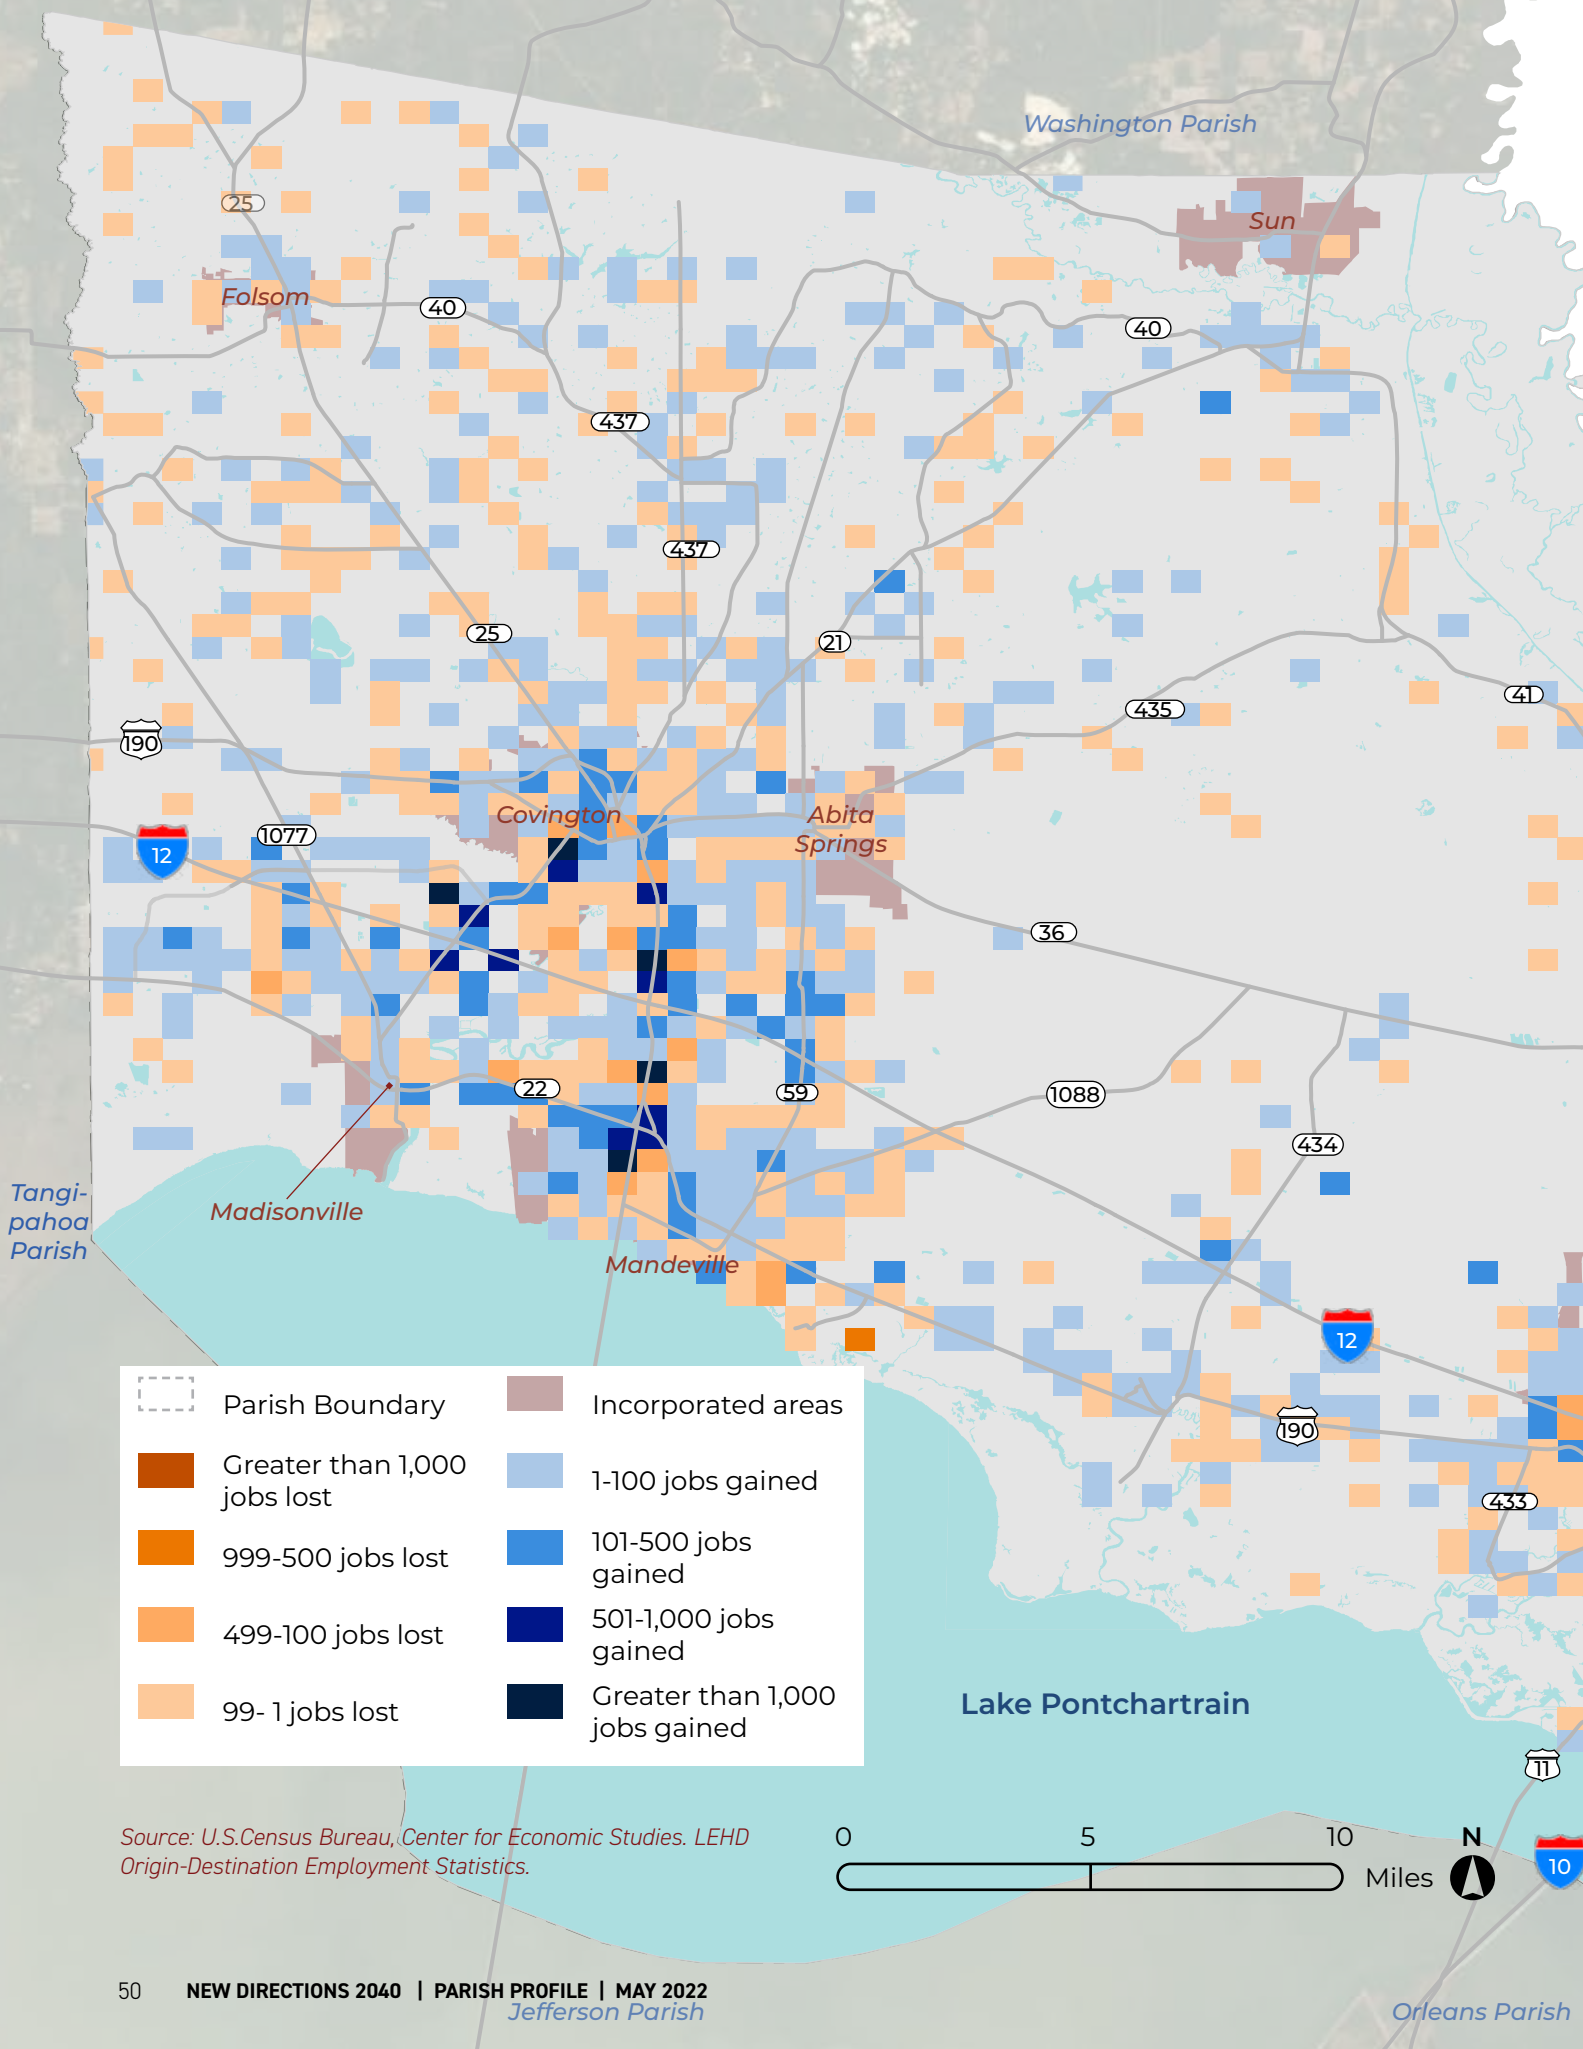 Washington Parish
Sun
25
Folsom
40
40
437
437
25
21
435
41
190
Covington
Abita
Springs
1077
12
36
22
59
1088
434
Tangi-
pahoa
Parish
Madisonville
Mandeville
12
190
433
Parish Boundary
Greater than 1,000
jobs lost
999-500 jobs lost
499-100 jobs lost
99- 1 jobs lost
Incorporated areas
1-100 jobs gained
101-500 jobs
gained
501-1,000 jobs
gained
Greater than 1,000
jobs gained
Lake Pontchartrain
11
Source: U.S.Census Bureau, Center for Economic Studies. LEHD
Origin-Destination Employment Statistics.
0 5 10
Miles
N
10
50 NEW DIRECTIONS 2040 | PARISH PROFILE | MAY 2022
Jefferson Parish
Orleans Parish